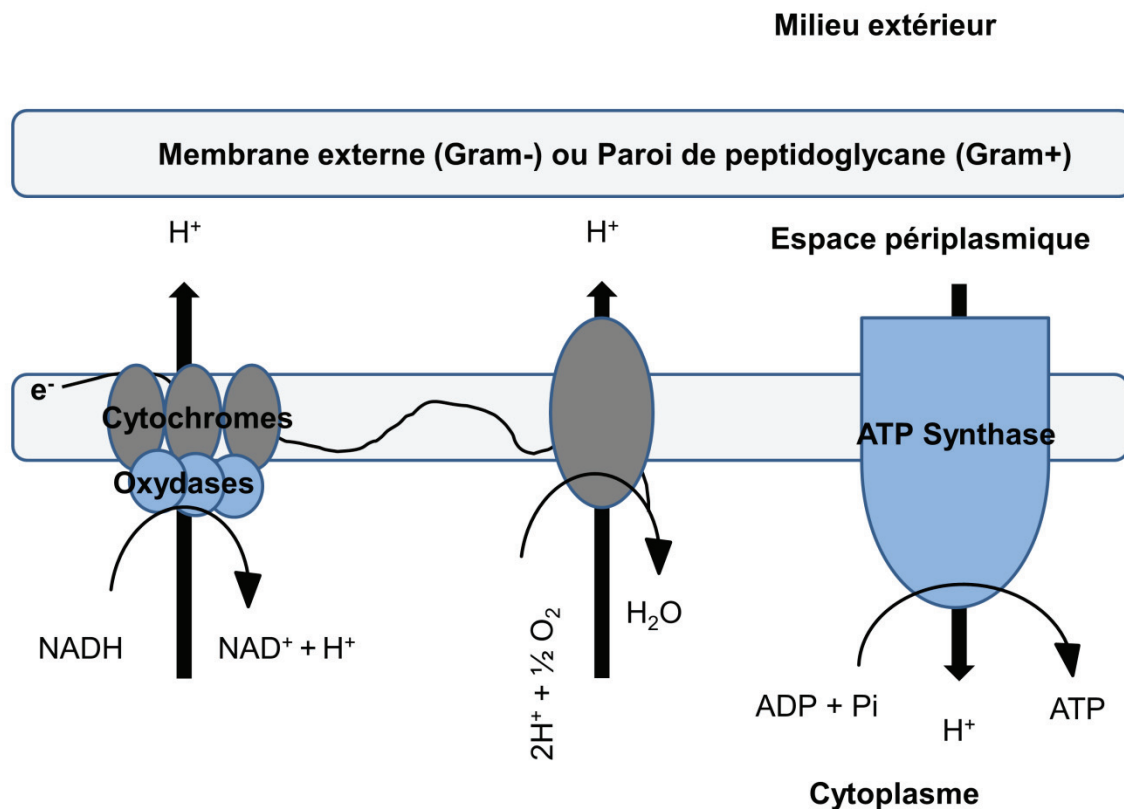 Milieu extérieur
Membrane externe (Gram-) ou Paroi de peptidoglycane (Gram+)
H⁺
H⁺
Espace périplasmique
e⁻
Cytochromes
ATP Synthase
Oxydases
NADH
NAD⁺ + H⁺
2H⁺ + ½ O₂
H₂O
ADP + Pi
H⁺
ATP
Cytoplasme